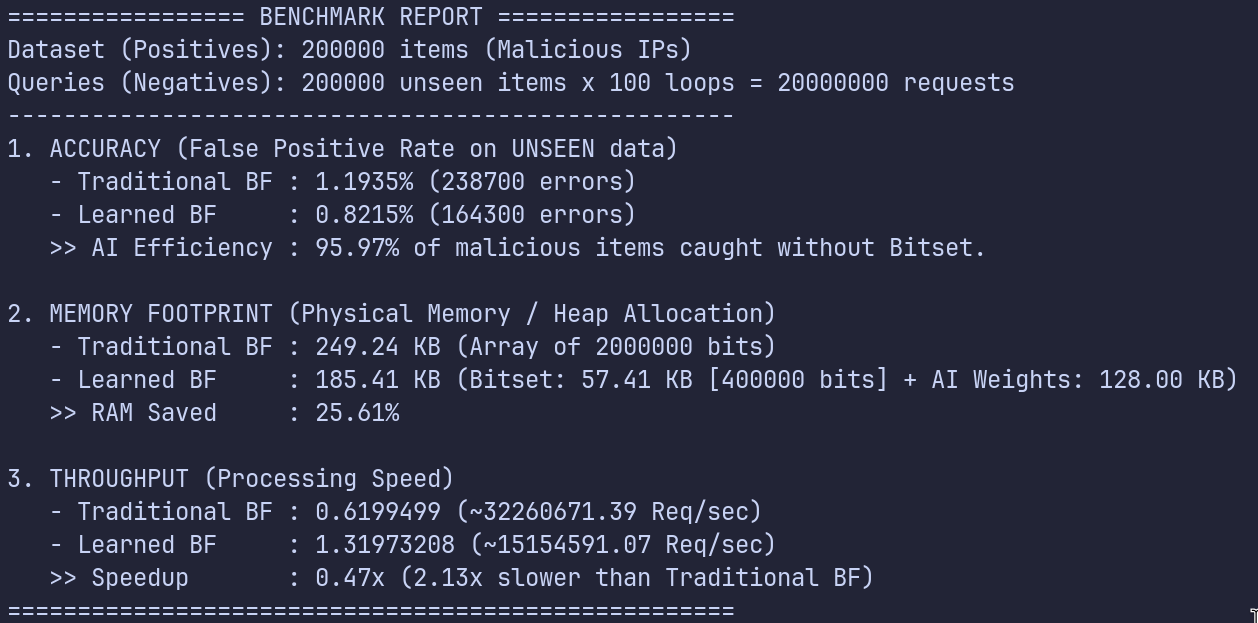 ================= BENCHMARK REPORT =================
Dataset (Positives): 200000 items (Malicious IPs)
Queries (Negatives): 200000 unseen items x 100 loops = 20000000 requests
----------------------------------------------------
1. ACCURACY (False Positive Rate on UNSEEN data)
   - Traditional BF : 1.1935% (238700 errors)
   - Learned BF     : 0.8215% (164300 errors)
   >> AI Efficiency : 95.97% of malicious items caught without Bitset.

2. MEMORY FOOTPRINT (Physical Memory / Heap Allocation)
   - Traditional BF : 249.24 KB (Array of 2000000 bits)
   - Learned BF     : 185.41 KB (Bitset: 57.41 KB [400000 bits] + AI Weights: 128.00 KB)
   >> RAM Saved     : 25.61%

3. THROUGHPUT (Processing Speed)
   - Traditional BF : 0.6199499 (~32260671.39 Req/sec)
   - Learned BF     : 1.31973208 (~15154591.07 Req/sec)
   >> Speedup       : 0.47x (2.13x slower than Traditional BF)
====================================================